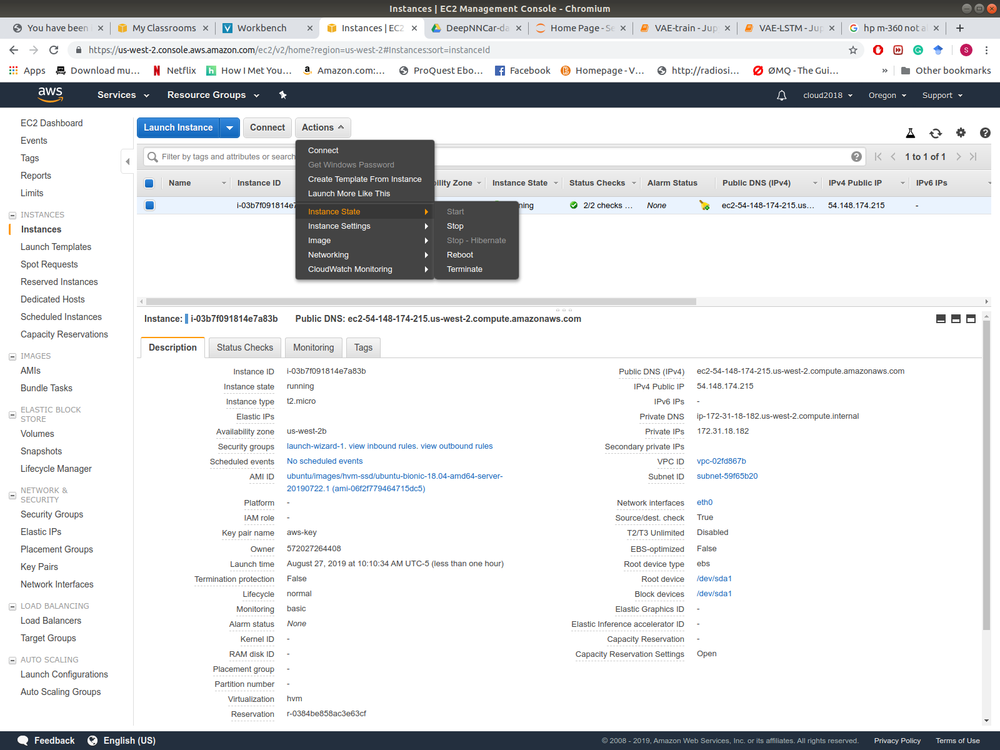 Instances | EC2 Management Console - Chromium
You have been
My Classrooms
Workbench
Instances | EC2
DeepNNCar-da
Home Page - Se
VAE-train - Jup
VAE-LSTM - Jup
hp m-360 not a
https://us-west-2.console.aws.amazon.com/ec2/v2/home?region=us-west-2#Instances:sort=instanceId
S
Apps
Download mu...
Netflix
How I Met You...
Amazon.com:...
ProQuest Ebo...
Facebook
Homepage - V...
http://radiosi...
ØMQ - The Gui...
»
Other bookmarks
aws
Services
Resource Groups
cloud2018
Oregon
Support
EC2 Dashboard
Events
Tags
Reports
Limits
INSTANCES
Instances
Launch Templates
Spot Requests
Reserved Instances
Dedicated Hosts
Scheduled Instances
Capacity Reservations
IMAGES
AMIs
Bundle Tasks
ELASTIC BLOCK
STORE
Volumes
Snapshots
Lifecycle Manager
NETWORK &
SECURITY
Security Groups
Elastic IPs
Placement Groups
Key Pairs
Network Interfaces
LOAD BALANCING
Load Balancers
Target Groups
AUTO SCALING
Launch Configurations
Auto Scaling Groups
Launch Instance
Connect
Actions
Filter by tags and attributes or search
1 to 1 of 1
Name
Instance ID
bility Zone
Instance State
Status Checks
Alarm Status
Public DNS (IPv4)
IPv4 Public IP
IPv6 IPs
i-03b7f091814e7
ning
2/2 checks ...
None
ec2-54-148-174-215.us...
54.148.174.215
-
Connect
Get Windows Password
Create Template From Instance
Launch More Like This
Instance State
Instance Settings
Image
Networking
CloudWatch Monitoring
Start
Stop
Stop - Hibernate
Reboot
Terminate
Instance: i-03b7f091814e7a83b Public DNS: ec2-54-148-174-215.us-west-2.compute.amazonaws.com
Description
Status Checks
Monitoring
Tags
Instance ID i-03b7f091814e7a83b
Instance state running
Instance type t2.micro
Elastic IPs
Availability zone us-west-2b
Security groups launch-wizard-1. view inbound rules. view outbound rules
Scheduled events No scheduled events
AMI ID ubuntu/images/hvm-ssd/ubuntu-bionic-18.04-amd64-server-
20190722.1 (ami-06f2f779464715dc5)
Platform -
IAM role -
Key pair name aws-key
Owner 572027264408
Launch time August 27, 2019 at 10:10:34 AM UTC-5 (less than one hour)
Termination protection False
Lifecycle normal
Monitoring basic
Alarm status None
Kernel ID -
RAM disk ID -
Placement group -
Partition number -
Virtualization hvm
Reservation r-0384be858ac3e63cf
Public DNS (IPv4) ec2-54-148-174-215.us-west-2.compute.amazonaws.com
IPv4 Public IP 54.148.174.215
IPv6 IPs -
Private DNS ip-172-31-18-182.us-west-2.compute.internal
Private IPs 172.31.18.182
Secondary private IPs
VPC ID vpc-02fd867b
Subnet ID subnet-59f65b20
Network interfaces eth0
Source/dest. check True
T2/T3 Unlimited Disabled
EBS-optimized False
Root device type ebs
Root device /dev/sda1
Block devices /dev/sda1
Elastic Graphics ID -
Elastic Inference accelerator ID -
Capacity Reservation -
Capacity Reservation Settings Open
Feedback
English (US)
© 2008 - 2019, Amazon Web Services, Inc. or its affiliates. All rights reserved.
Privacy Policy
Terms of Use